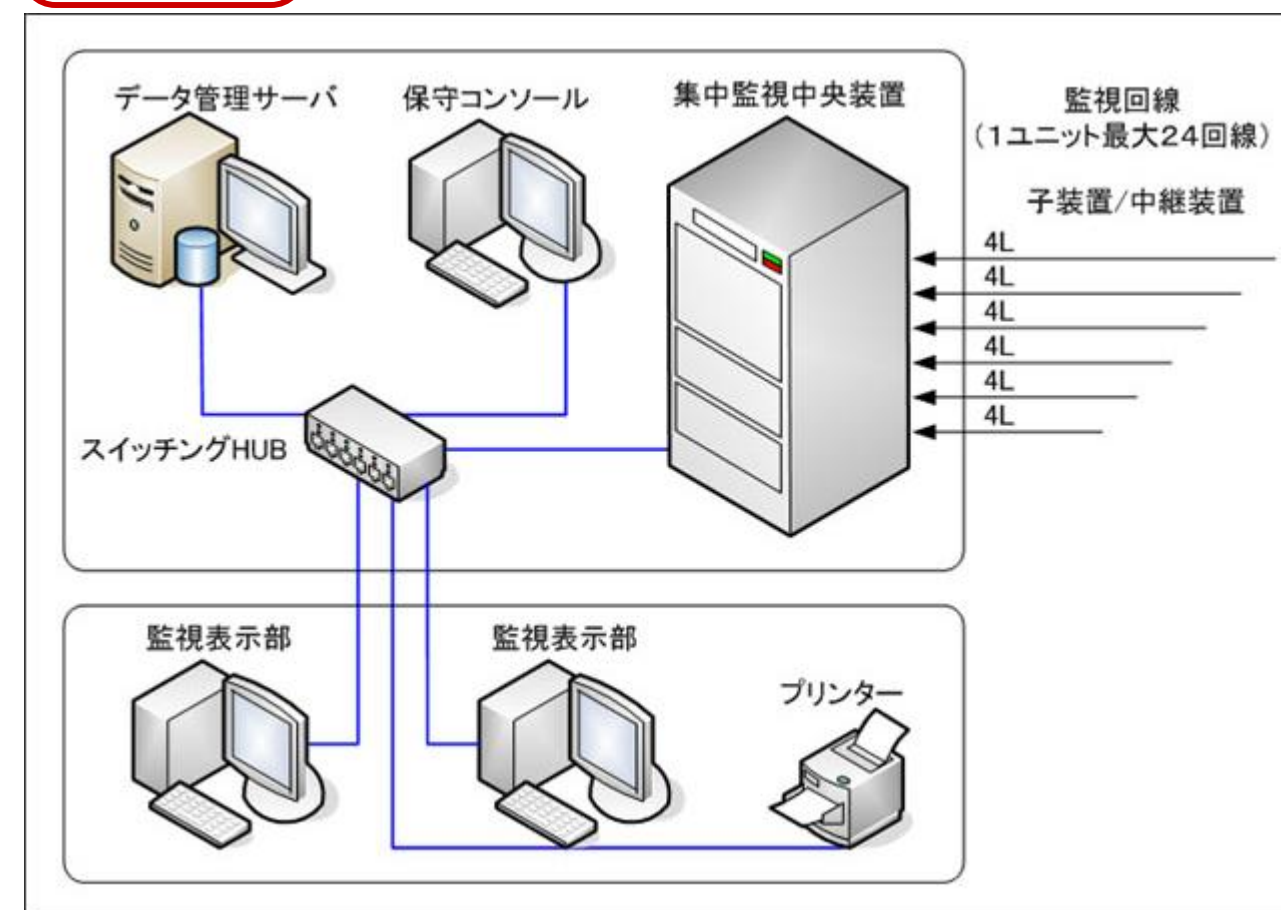 データ管理サーバ
保守コンソール
集中監視中央装置
監視回線
(1ユニット最大24回線)
子装置/中継装置
4L
4L
4L
4L
4L
4L
スイッチングHUB
監視表示部
監視表示部
プリンター